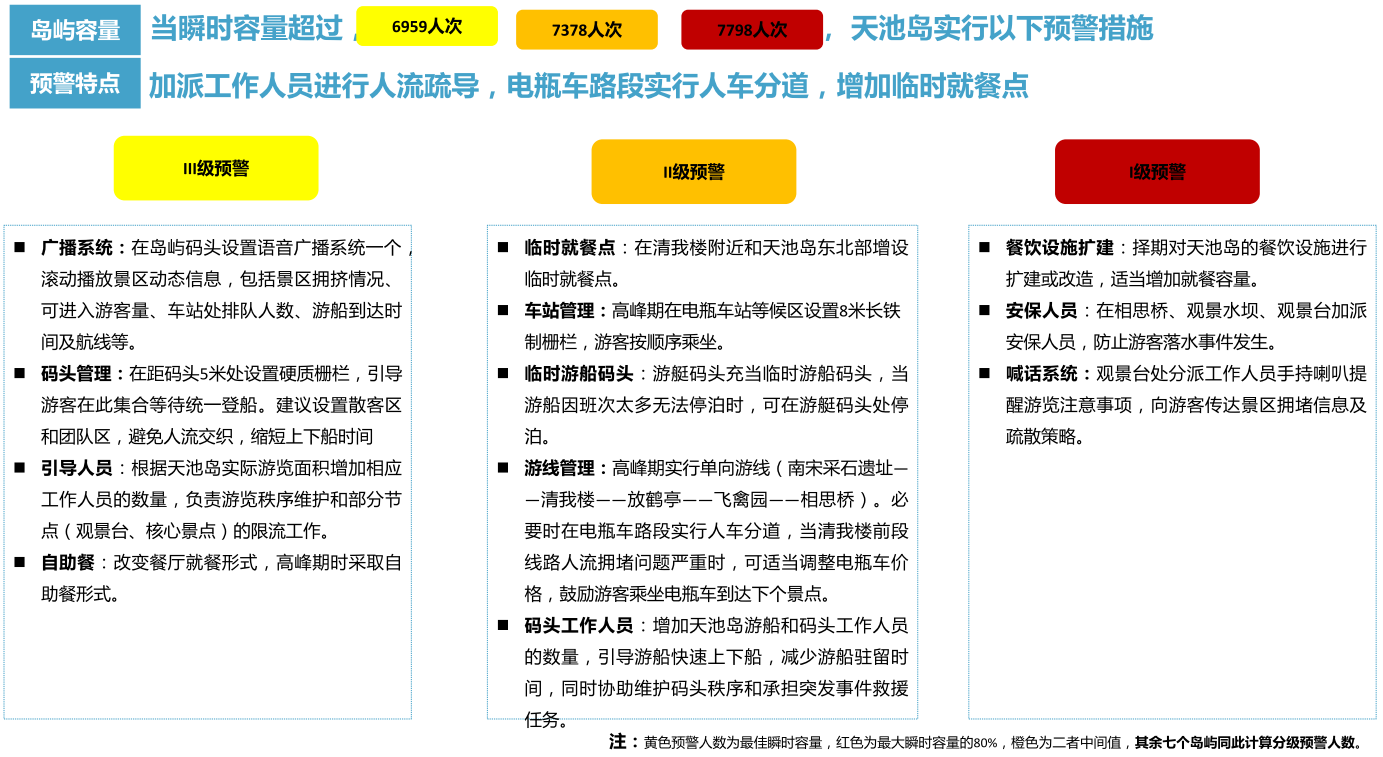 岛屿容量
当瞬时容量超过，6959人次 7378人次 7798人次 ，天池岛实行以下预警措施
预警特点
加派工作人员进行人流疏导，电瓶车路段实行人车分道，增加临时就餐点
III级预警
■ 广播系统：在岛屿码头设置语音广播系统一个，
滚动播放景区动态信息，包括景区拥挤情况、
可进入游客量、车站处排队人数、游船到达时
间及航线等。
■ 码头管理：在距码头5米处设置硬质栅栏，引导
游客在此集合等待统一登船。建议设置散客区
和团队区，避免人流交织，缩短上下船时间
■ 引导人员：根据天池岛实际游览面积增加相应
工作人员的数量，负责游览秩序维护和部分节
点（观景台、核心景点）的限流工作。
■ 自助餐：改变餐厅就餐形式，高峰期时采取自
助餐形式。
II级预警
■ 临时就餐点：在清我楼附近和天池岛东北部增设
临时就餐点。
■ 车站管理：高峰期在电瓶车站等候区设置8米长铁
制栅栏，游客按顺序乘坐。
■ 临时游船码头：游艇码头充当临时游船码头，当
游船因班次太多无法停泊时，可在游艇码头处停
泊。
■ 游线管理：高峰期实行单向游线（南宋采石遗址—
—清我楼——放鹤亭——飞禽园——相思桥）。必
要时在电瓶车路段实行人车分道，当清我楼前段
线路人流拥堵问题严重时，可适当调整电瓶车价
格，鼓励游客乘坐电瓶车到达下个景点。
■ 码头工作人员：增加天池岛游船和码头工作人员
的数量，引导游船快速上下船，减少游船驻留时
间，同时协助维护码头秩序和承担突发事件救援
任务。
I级预警
■ 餐饮设施扩建：择期对天池岛的餐饮设施进行
扩建或改造，适当增加就餐容量。
■ 安保人员：在相思桥、观景水坝、观景台加派
安保人员，防止游客落水事件发生。
■ 喊话系统：观景台处分派工作人员手持喇叭提
醒游览注意事项，向游客传达景区拥堵信息及
疏散策略。
注：黄色预警人数为最佳瞬时容量，红色为最大瞬时容量的80%，橙色为二者中间值，其余七个岛屿同此计算分级预警人数。